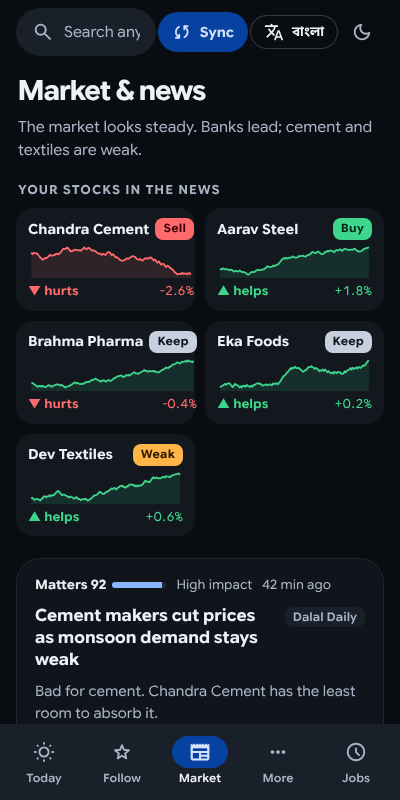 Search any
Sync
বাংলা
Market & news
The market looks steady. Banks lead; cement and
textiles are weak.
YOUR STOCKS IN THE NEWS
Chandra Cement Sell
▼ hurts -2.6%
Aarav Steel Buy
▲ helps +1.8%
Brahma Pharma Keep
▼ hurts -0.4%
Eka Foods Keep
▲ helps +0.2%
Dev Textiles Weak
▲ helps +0.6%
Matters 92 High impact 42 min ago
Cement makers cut prices
as monsoon demand stays
weak
Dalal Daily
Bad for cement. Chandra Cement has the least
room to absorb it.
Today Follow Market More Jobs